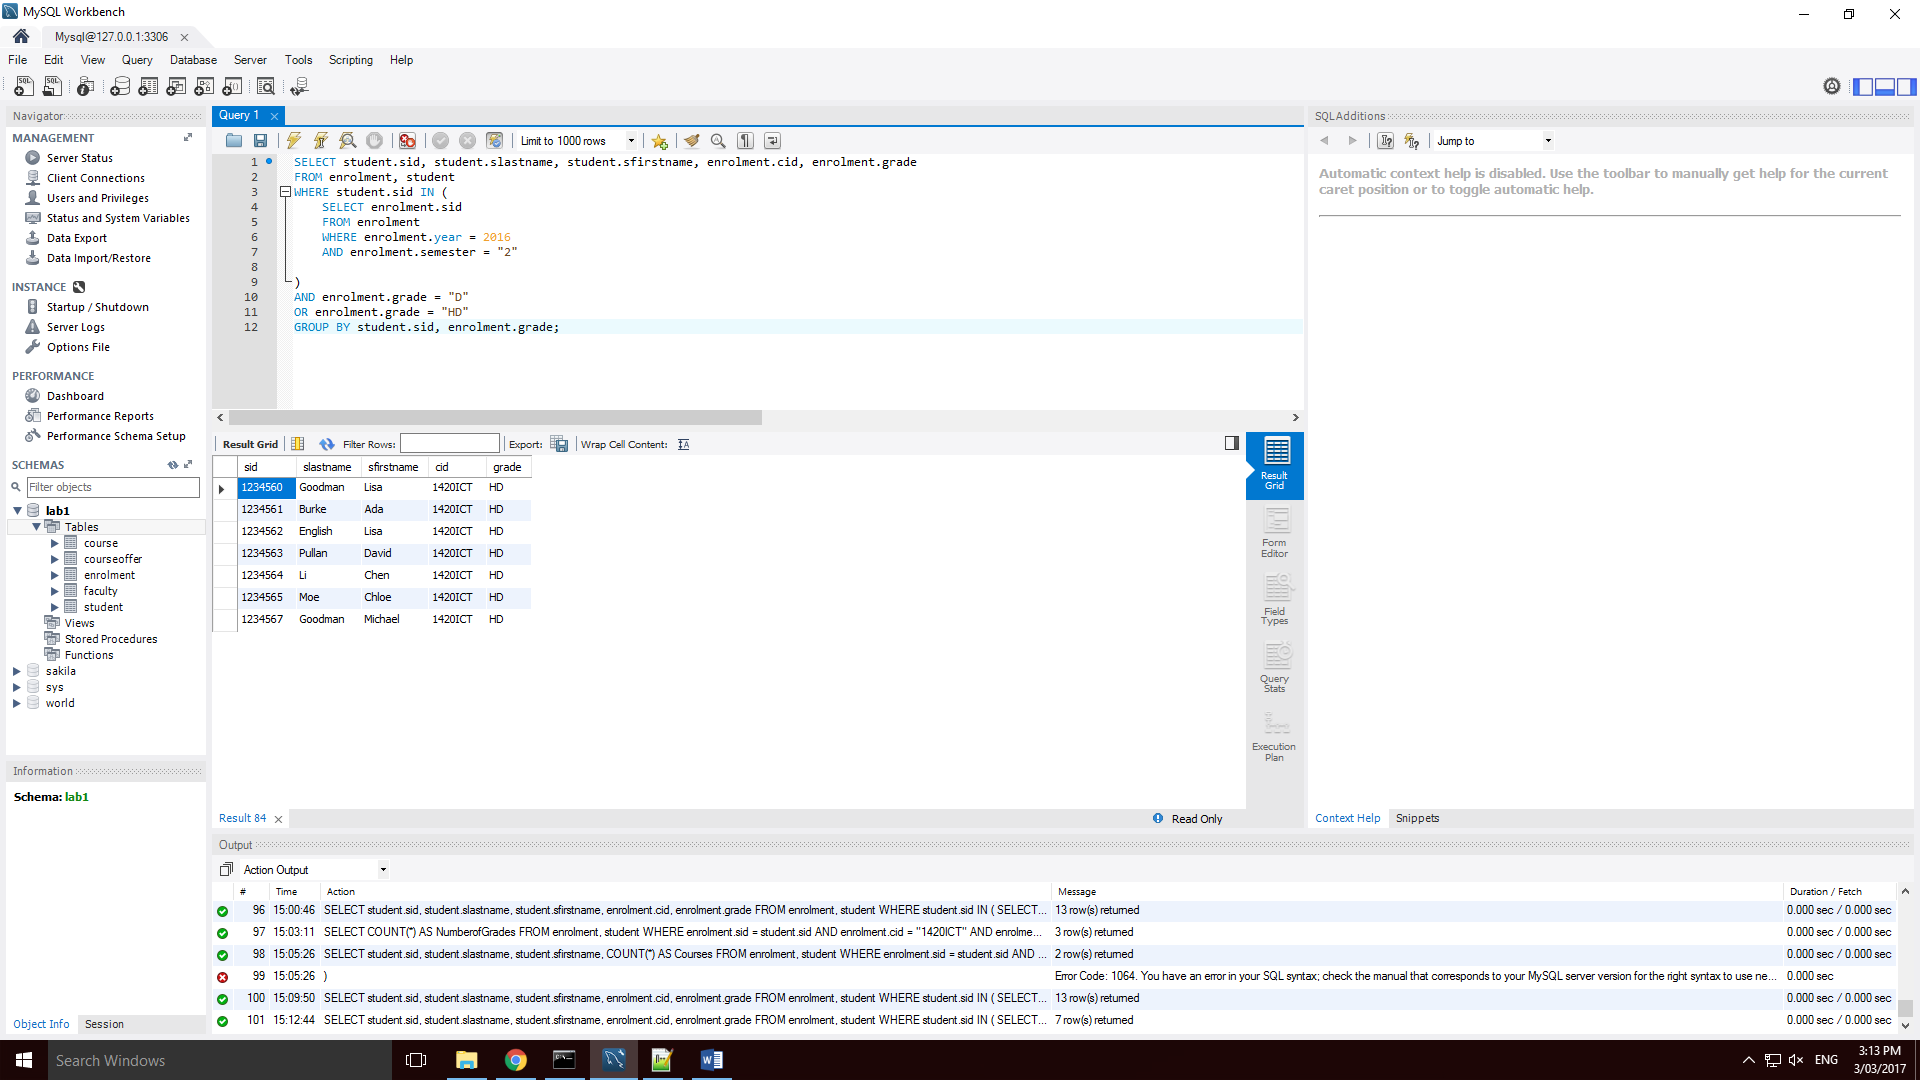 MySQL Workbench
Mysql@127.0.0.1:3306
File Edit View Query Database Server Tools Scripting Help
Navigator
MANAGEMENT
Server Status
Client Connections
Users and Privileges
Status and System Variables
Data Export
Data Import/Restore
INSTANCE
Startup / Shutdown
Server Logs
Options File
PERFORMANCE
Dashboard
Performance Reports
Performance Schema Setup
SCHEMAS
Filter objects
lab1
Tables
course
courseoffer
enrolment
faculty
student
Views
Stored Procedures
Functions
sakila
sys
world
Information
Schema: lab1
Object Info Session
Query 1
Limit to 1000 rows
1 SELECT student.sid, student.slastname, student.sfirstname, enrolment.cid, enrolment.grade
2 FROM enrolment, student
3 WHERE student.sid IN (
4 SELECT enrolment.sid
5 FROM enrolment
6 WHERE enrolment.year = 2016
7 AND enrolment.semester = "2"
8
9 )
10 AND enrolment.grade = "D"
11 OR enrolment.grade = "HD"
12 GROUP BY student.sid, enrolment.grade;
Result Grid Filter Rows: Export: Wrap Cell Content:
sid slastname sfirstname cid grade
1234560 Goodman Lisa 1420ICT HD
1234561 Burke Ada 1420ICT HD
1234562 English Lisa 1420ICT HD
1234563 Pullan David 1420ICT HD
1234564 Li Chen 1420ICT HD
1234565 Moe Chloe 1420ICT HD
1234567 Goodman Michael 1420ICT HD
Result Grid
Form Editor
Field Types
Query Stats
Execution Plan
Result 84
Read Only
SQLAdditions
Jump to
Automatic context help is disabled. Use the toolbar to manually get help for the current
caret position or to toggle automatic help.
Context Help Snippets
Output
Action Output
# Time Action Message Duration / Fetch
96 15:00:46 SELECT student.sid, student.slastname, student.sfirstname, enrolment.cid, enrolment.grade FROM enrolment, student WHERE student.sid IN ( SELECT... 13 row(s) returned 0.000 sec / 0.000 sec
97 15:03:11 SELECT COUNT(*) AS NumberofGrades FROM enrolment, student WHERE enrolment.sid = student.sid AND enrolment.cid = "1420ICT" AND enrolme... 3 row(s) returned 0.000 sec / 0.000 sec
98 15:05:26 SELECT student.sid, student.slastname, student.sfirstname, COUNT(*) AS Courses FROM enrolment, student WHERE enrolment.sid = student.sid AND ... 2 row(s) returned 0.000 sec / 0.000 sec
99 15:05:26 ) Error Code: 1064. You have an error in your SQL syntax; check the manual that corresponds to your MySQL server version for the right syntax to use ne... 0.000 sec
100 15:09:50 SELECT student.sid, student.slastname, student.sfirstname, enrolment.cid, enrolment.grade FROM enrolment, student WHERE student.sid IN ( SELECT... 13 row(s) returned 0.000 sec / 0.000 sec
101 15:12:44 SELECT student.sid, student.slastname, student.sfirstname, enrolment.cid, enrolment.grade FROM enrolment, student WHERE student.sid IN ( SELECT... 7 row(s) returned 0.000 sec / 0.000 sec
Search Windows
ENG
3:13 PM
3/03/2017